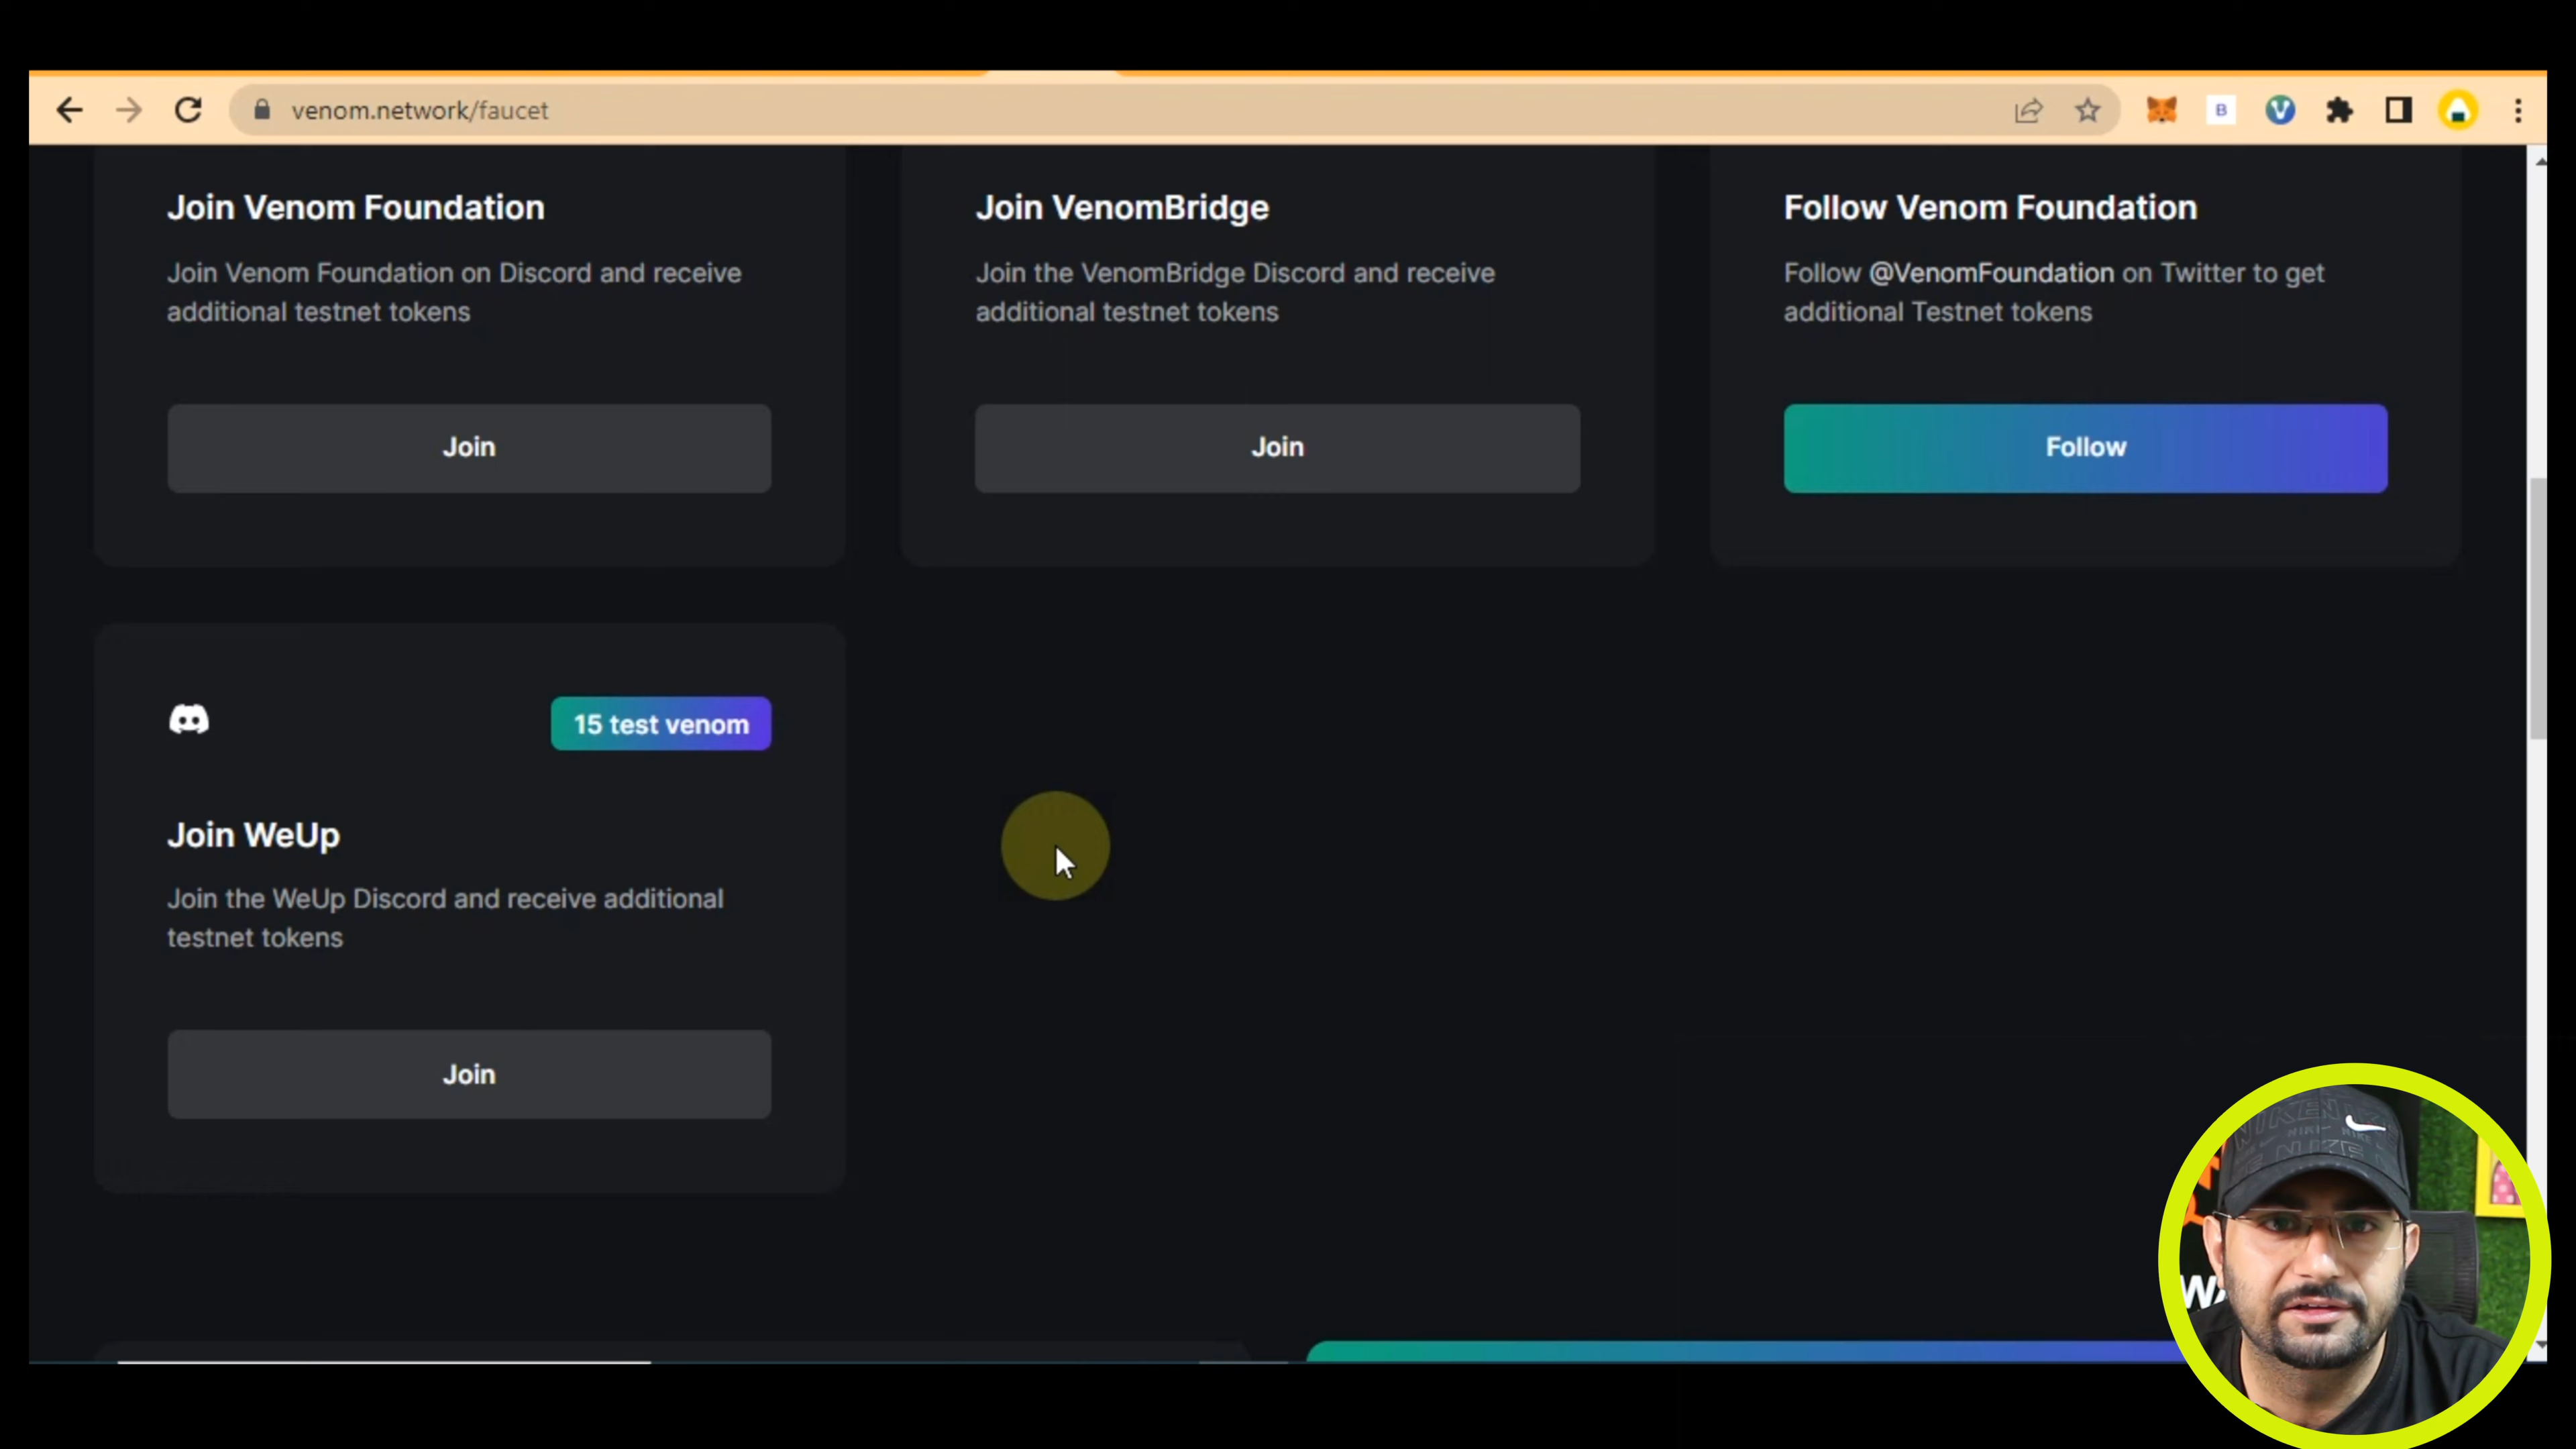 venom.network/faucet
B
Join Venom Foundation
Join Venom Foundation on Discord and receive
additional testnet tokens
Join
Join VenomBridge
Join the VenomBridge Discord and receive
additional testnet tokens
Join
Follow Venom Foundation
Follow @VenomFoundation on Twitter to get
additional Testnet tokens
Follow
15 test venom
Join WeUp
Join the WeUp Discord and receive additional
testnet tokens
Join